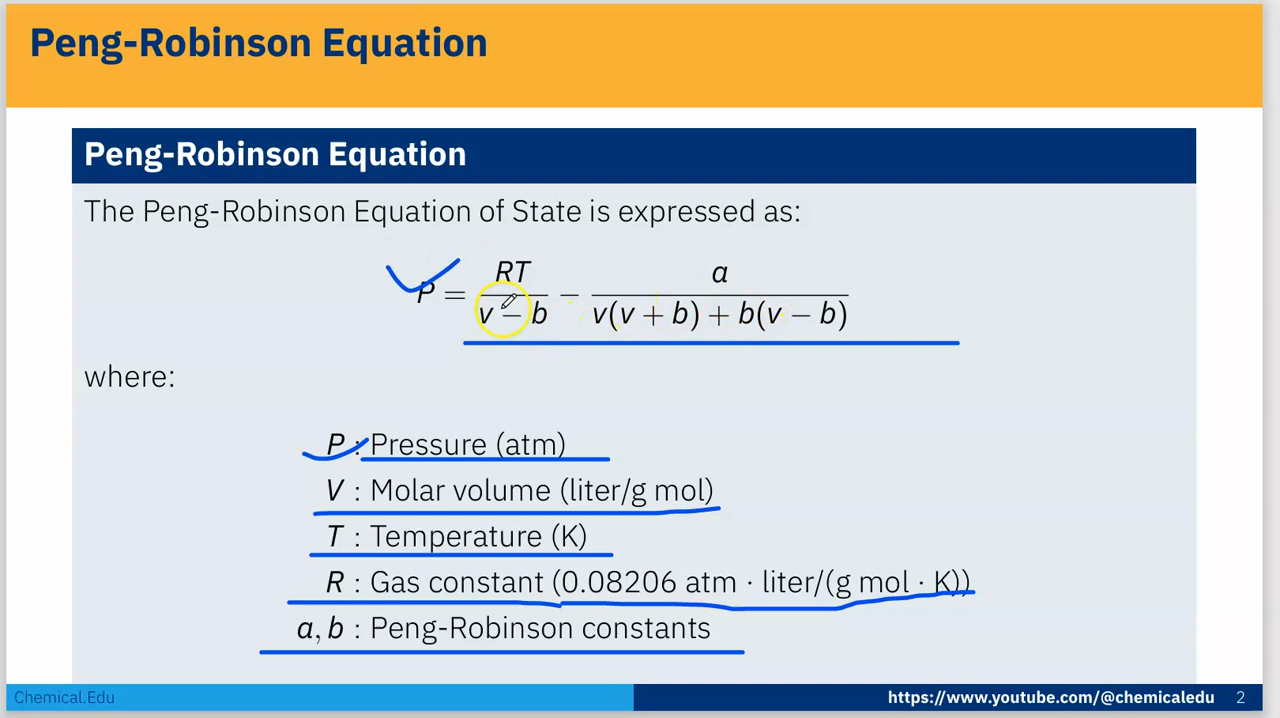 Peng-Robinson Equation
Peng-Robinson Equation
The Peng-Robinson Equation of State is expressed as:
P = RT / (v − b) − a / (v(v + b) + b(v − b))
where:
P : Pressure (atm)
V : Molar volume (liter/g mol)
T : Temperature (K)
R : Gas constant (0.08206 atm · liter/(g mol · K))
a, b : Peng-Robinson constants
Chemical.Edu https://www.youtube.com/@chemicaledu 2